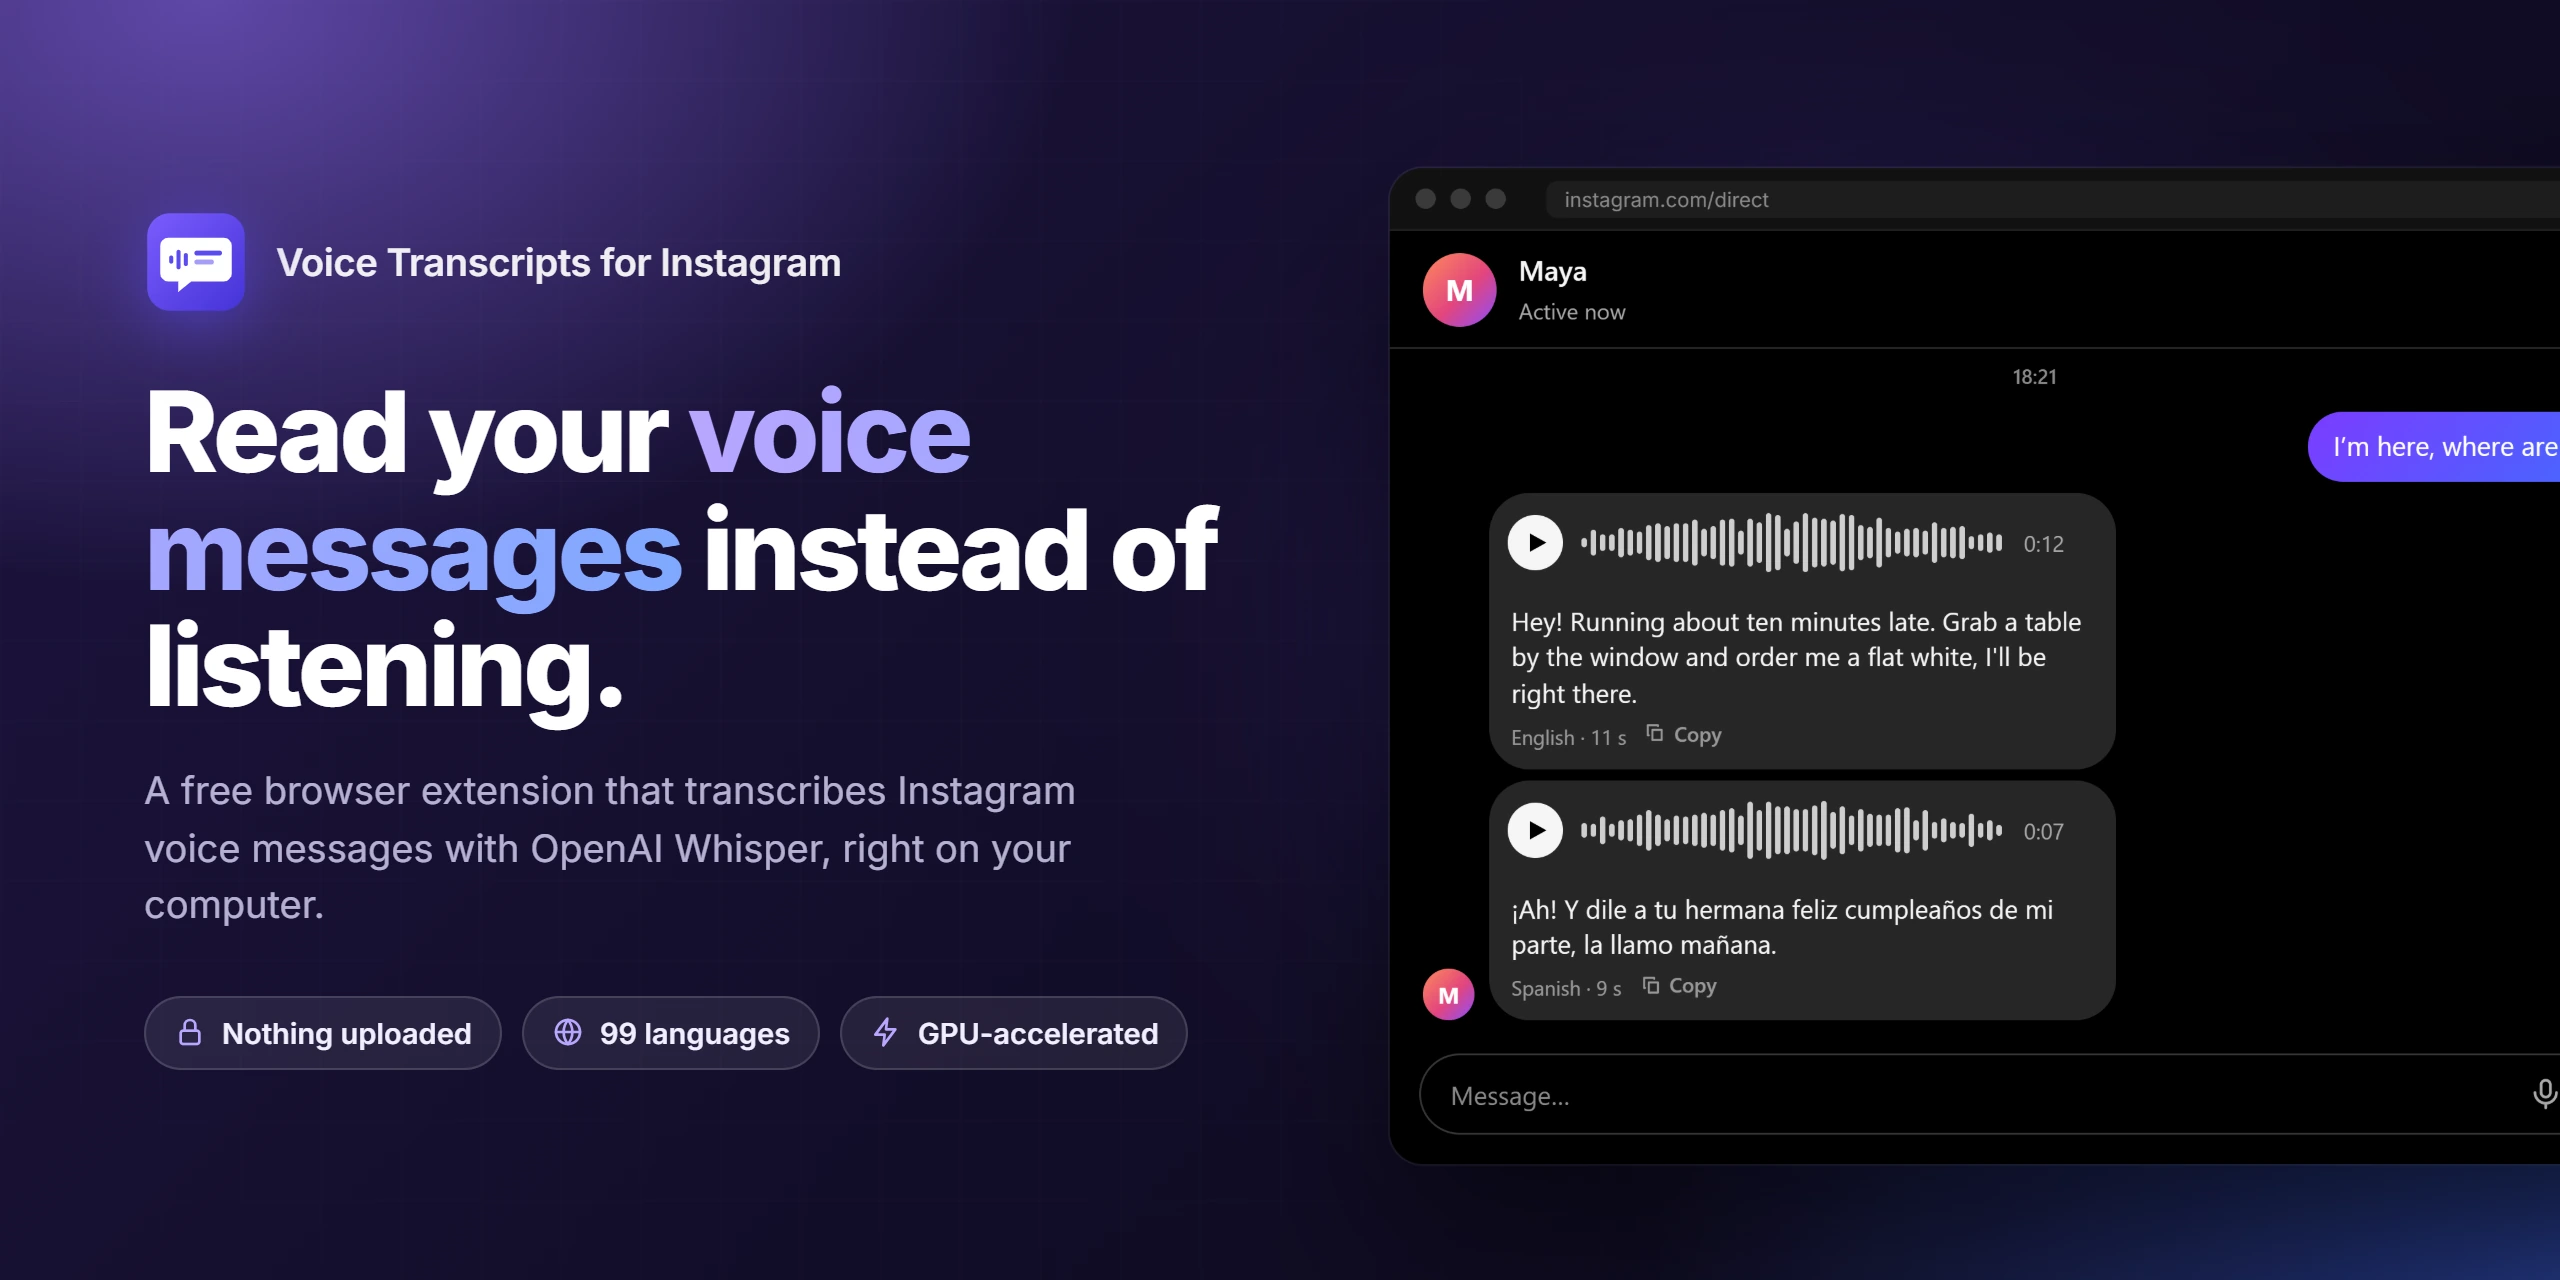 Voice Transcripts for Instagram
Read your voice
messages instead of
listening.
A free browser extension that transcribes Instagram
voice messages with OpenAI Whisper, right on your
computer.
Nothing uploaded
99 languages
GPU-accelerated
instagram.com/direct
M
Maya
Active now
18:21
I’m here, where are
0:12
Hey! Running about ten minutes late. Grab a table
by the window and order me a flat white, I'll be
right there.
English · 11 s Copy
0:07
¡Ah! Y dile a tu hermana feliz cumpleaños de mi
parte, la llamo mañana.
Spanish · 9 s Copy
M
Message...